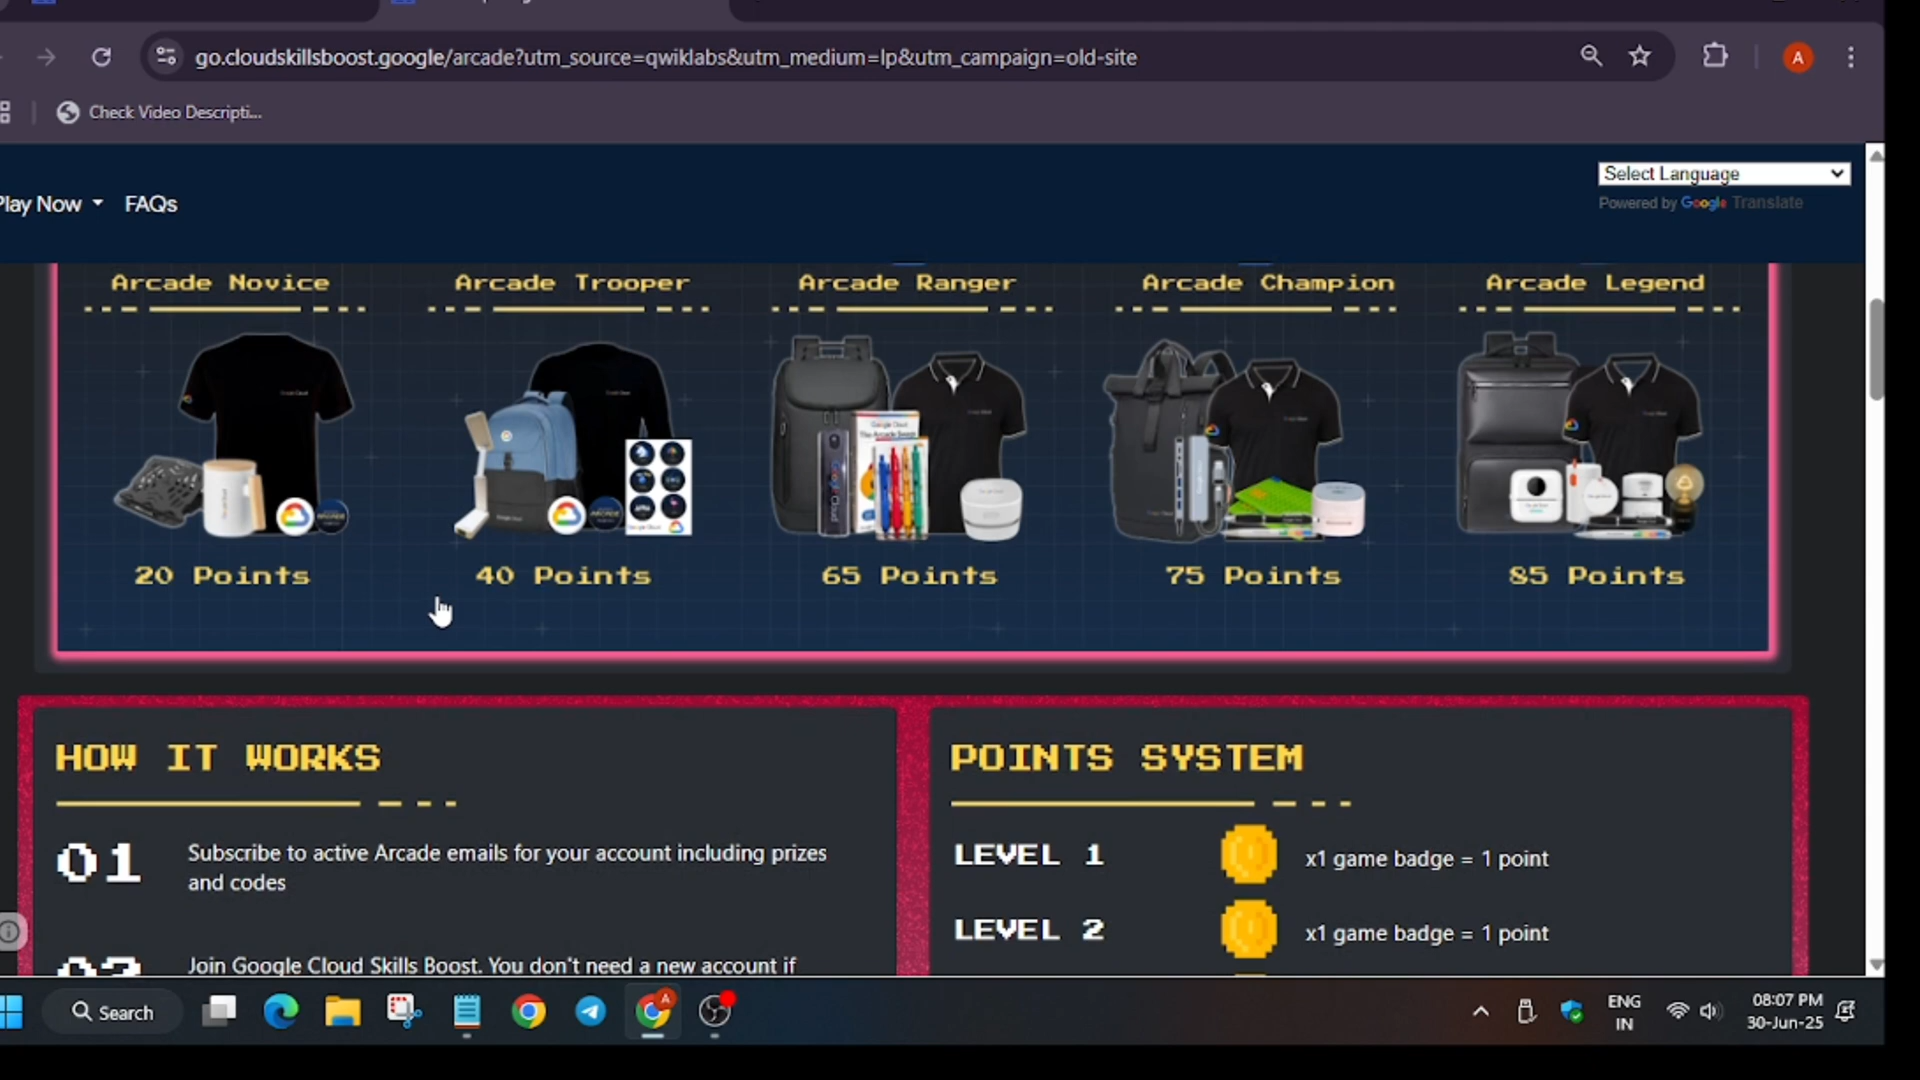 go.cloudskillsboost.google/arcade?utm_source=qwiklabs&utm_medium=lp&utm_campaign=old-site
A
Check Video Descripti...
Select Language
Play Now FAQs
Powered by Google Translate
Arcade Novice Arcade Trooper Arcade Ranger Arcade Champion Arcade Legend
20 Points 40 Points 65 Points 75 Points 85 Points
HOW IT WORKS
01 Subscribe to active Arcade emails for your account including prizes
and codes
Join Google Cloud Skills Boost. You don't need a new account if
POINTS SYSTEM
LEVEL 1 x1 game badge = 1 point
LEVEL 2 x1 game badge = 1 point
Search
A
ENG
IN
08:07 PM
30-Jun-25